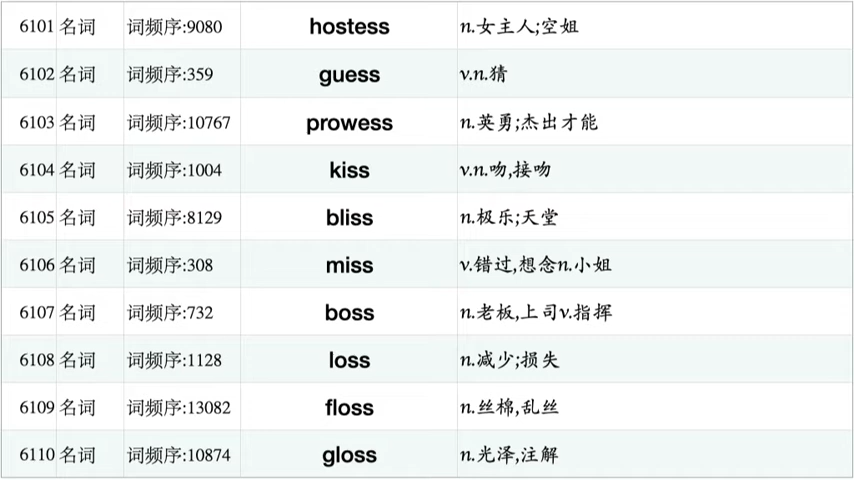 6101 名词 词频序:9080 hostess n.女主人;空姐
6102 名词 词频序:359 guess v.n.猜
6103 名词 词频序:10767 prowess n.英勇;杰出才能
6104 名词 词频序:1004 kiss v.n.吻,接吻
6105 名词 词频序:8129 bliss n.极乐;天堂
6106 名词 词频序:308 miss v.错过,想念n.小姐
6107 名词 词频序:732 boss n.老板,上司v.指挥
6108 名词 词频序:1128 loss n.减少;损失
6109 名词 词频序:13082 floss n.丝棉,乱丝
6110 名词 词频序:10874 gloss n.光泽,注解